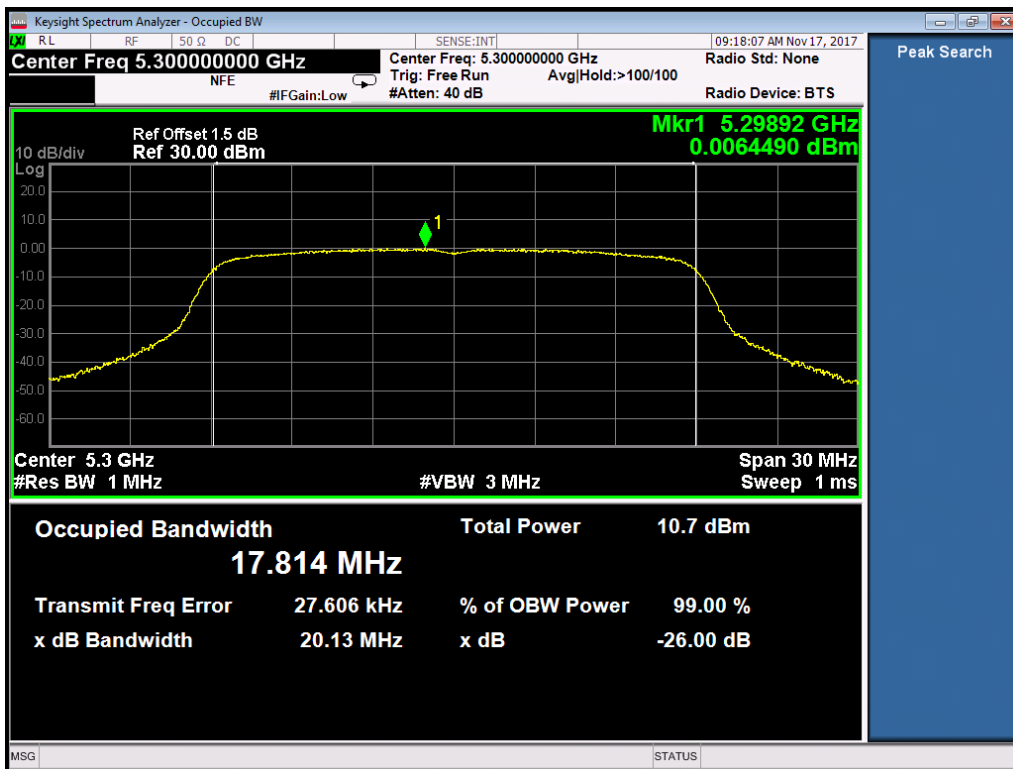 Keysight Spectrum Analyzer - Occupied BW
LXI RL RF 50 Ω DC SENSE:INT 09:18:07 AM Nov 17, 2017
Center Freq 5.300000000 GHz
NFE
#IFGain:Low
Center Freq: 5.300000000 GHz
Trig: Free Run Avg|Hold:>100/100
#Atten: 40 dB
Radio Std: None
Radio Device: BTS
Peak Search
Mkr1 5.29892 GHz
0.0064490 dBm
Ref Offset 1.5 dB
10 dB/div Ref 30.00 dBm
Log
20.0
10.0
0.00
-10.0
-20.0
-30.0
-40.0
-50.0
-60.0
1
Center 5.3 GHz Span 30 MHz
#Res BW 1 MHz #VBW 3 MHz Sweep 1 ms
Occupied Bandwidth Total Power 10.7 dBm
17.814 MHz
Transmit Freq Error 27.606 kHz % of OBW Power 99.00 %
x dB Bandwidth 20.13 MHz x dB -26.00 dB
MSG STATUS